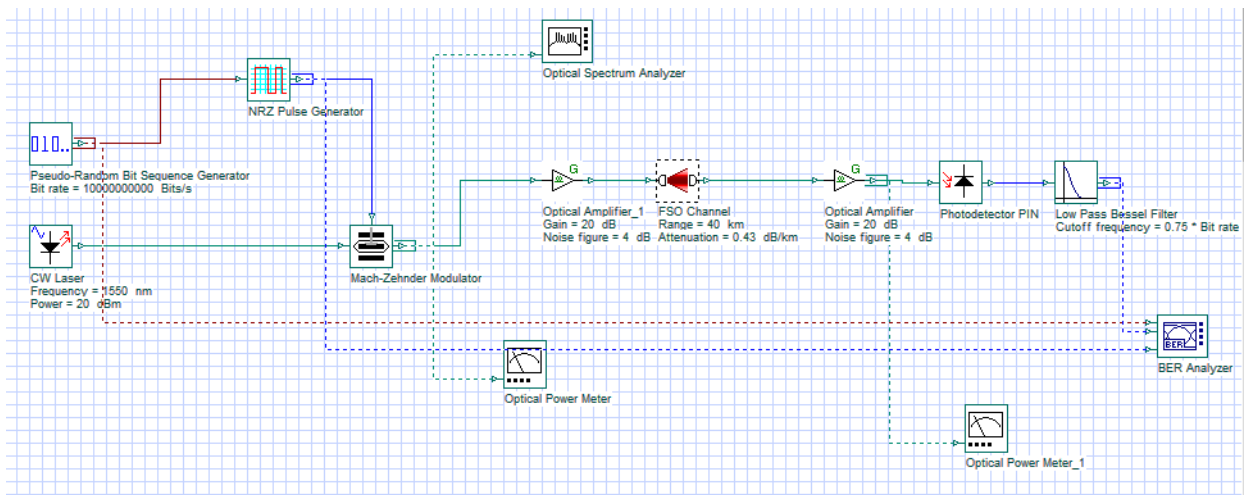 Optical Spectrum Analyzer
NRZ Pulse Generator
010..
Pseudo-Random Bit Sequence Generator
Bit rate = 10000000000 Bits/s
G
Optical Amplifier_1
Gain = 20 dB
Noise figure = 4 dB
FSO Channel
Range = 40 km
Attenuation = 0.43 dB/km
G
Optical Amplifier
Gain = 20 dB
Noise figure = 4 dB
Photodetector PIN
Low Pass Bessel Filter
Cutoff frequency = 0.75 * Bit rate
CW Laser
Frequency = 1550 nm
Power = 20 dBm
Mach-Zehnder Modulator
BER
BER Analyzer
Optical Power Meter
Optical Power Meter_1